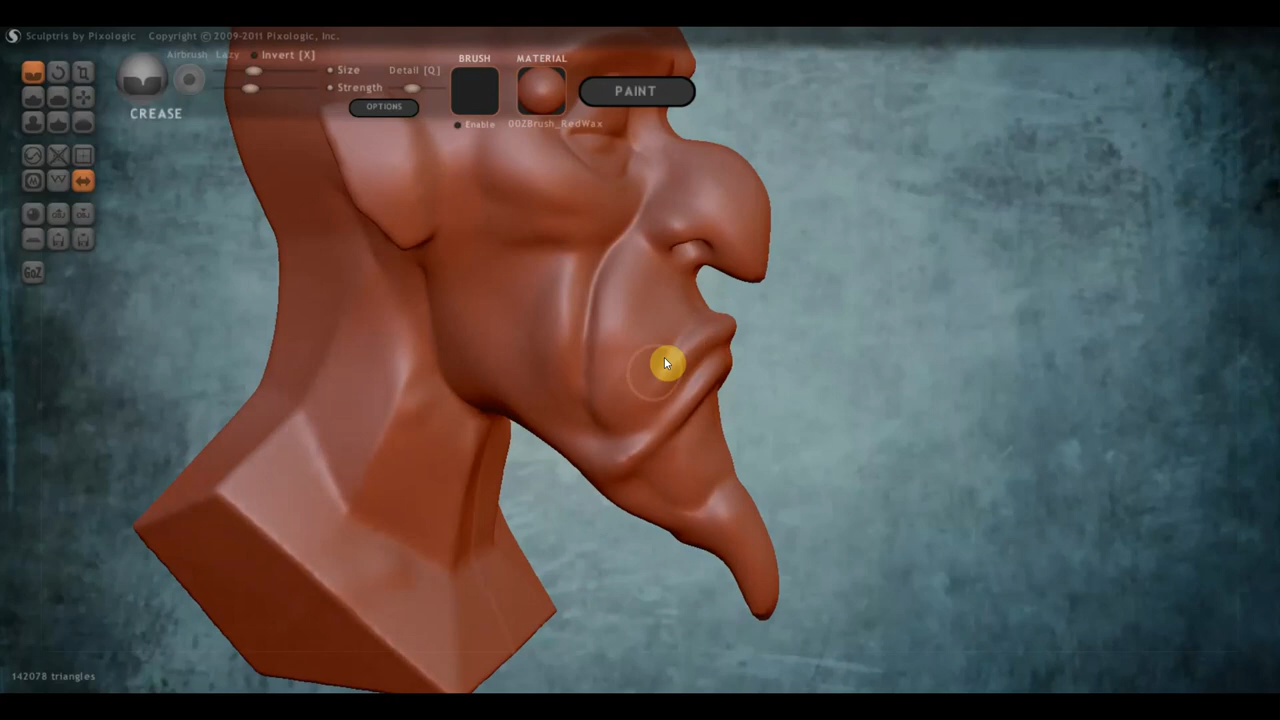 Sculptris by Pixologic Copyright © 2009-2011 Pixologic, Inc.
Airbrush Lazy Invert [X]
Size Detail [Q]
Strength
OPTIONS
CREASE
BRUSH
Enable
MATERIAL
00ZBrush_RedWax
PAINT
GoZ
142078 triangles